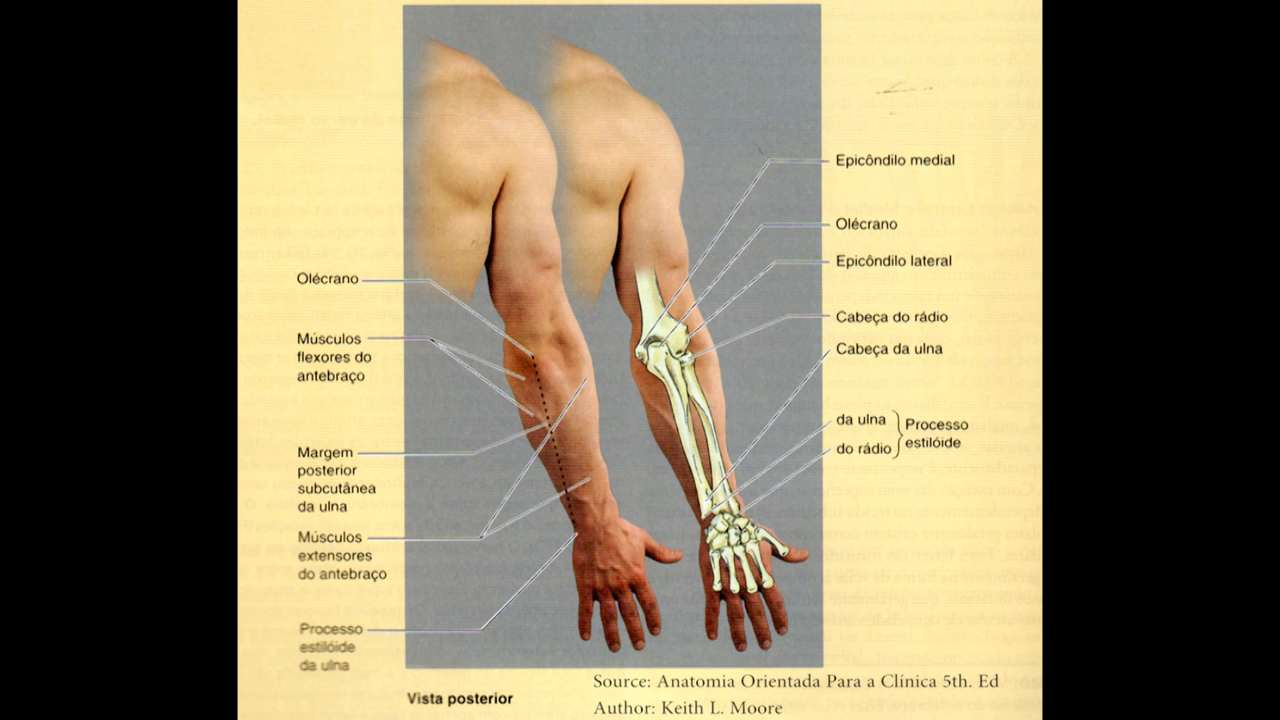 Epicôndilo medial
Olécrano
Epicôndilo lateral
Cabeça do rádio
Cabeça da ulna
da ulna
do rádio
Processo
estilóide
Olécrano
Músculos
flexores do
antebraço
Margem
posterior
subcutânea
da ulna
Músculos
extensores
do antebraço
Processo
estilóide
da ulna
Vista posterior
Source: Anatomia Orientada Para a Clínica 5th. Ed
Author: Keith L. Moore